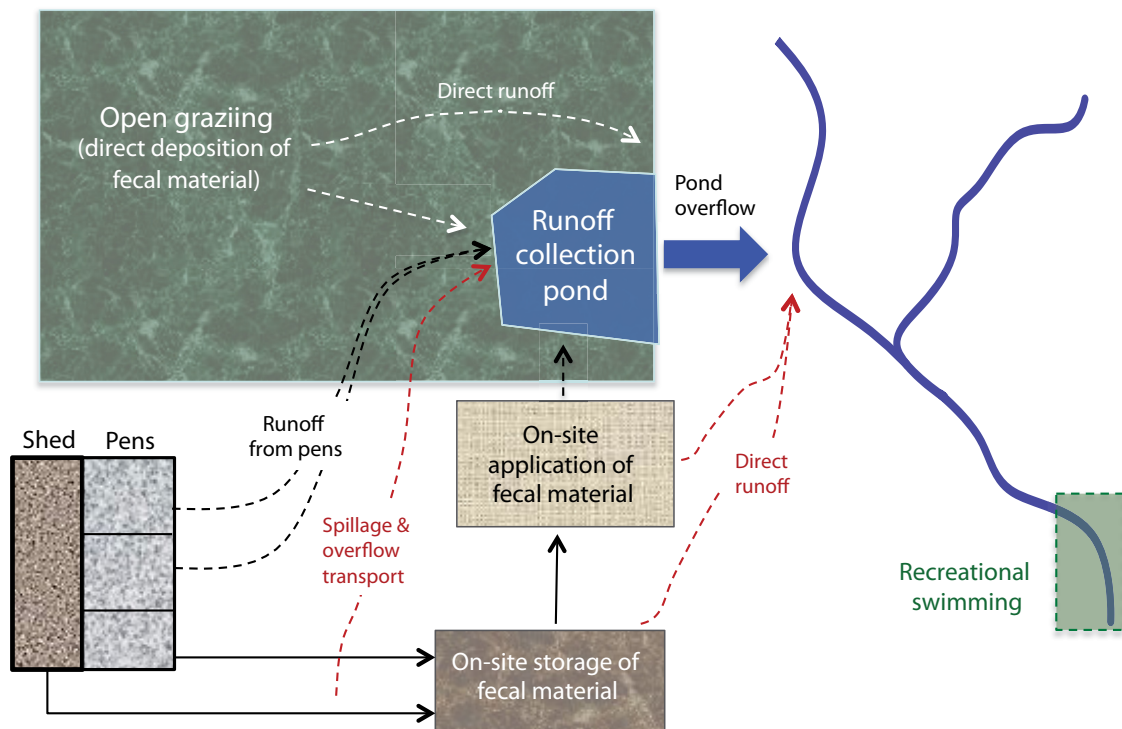 Open graziing
(direct deposition of
fecal material)
Direct runoff
Runoff
collection
pond
Pond
overflow
Shed
Pens
Runoff
from pens
On-site
application of
fecal material
Direct
runoff
Spillage &
overflow
transport
Recreational
swimming
On-site storage of
fecal material